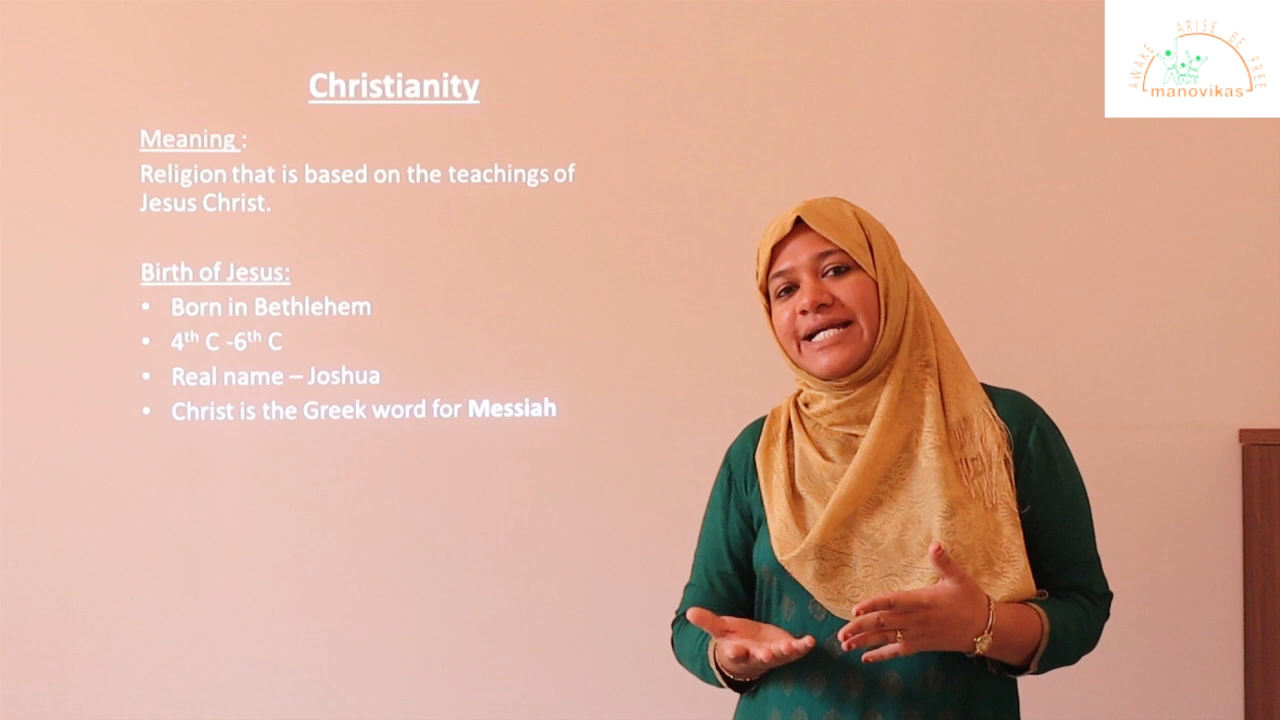 Christianity
Meaning :
Religion that is based on the teachings of
Jesus Christ.
Birth of Jesus:
• Born in Bethlehem
• 4th C -6th C
• Real name – Joshua
• Christ is the Greek word for Messiah
AWAKE ARISE BE FREE
manovikas